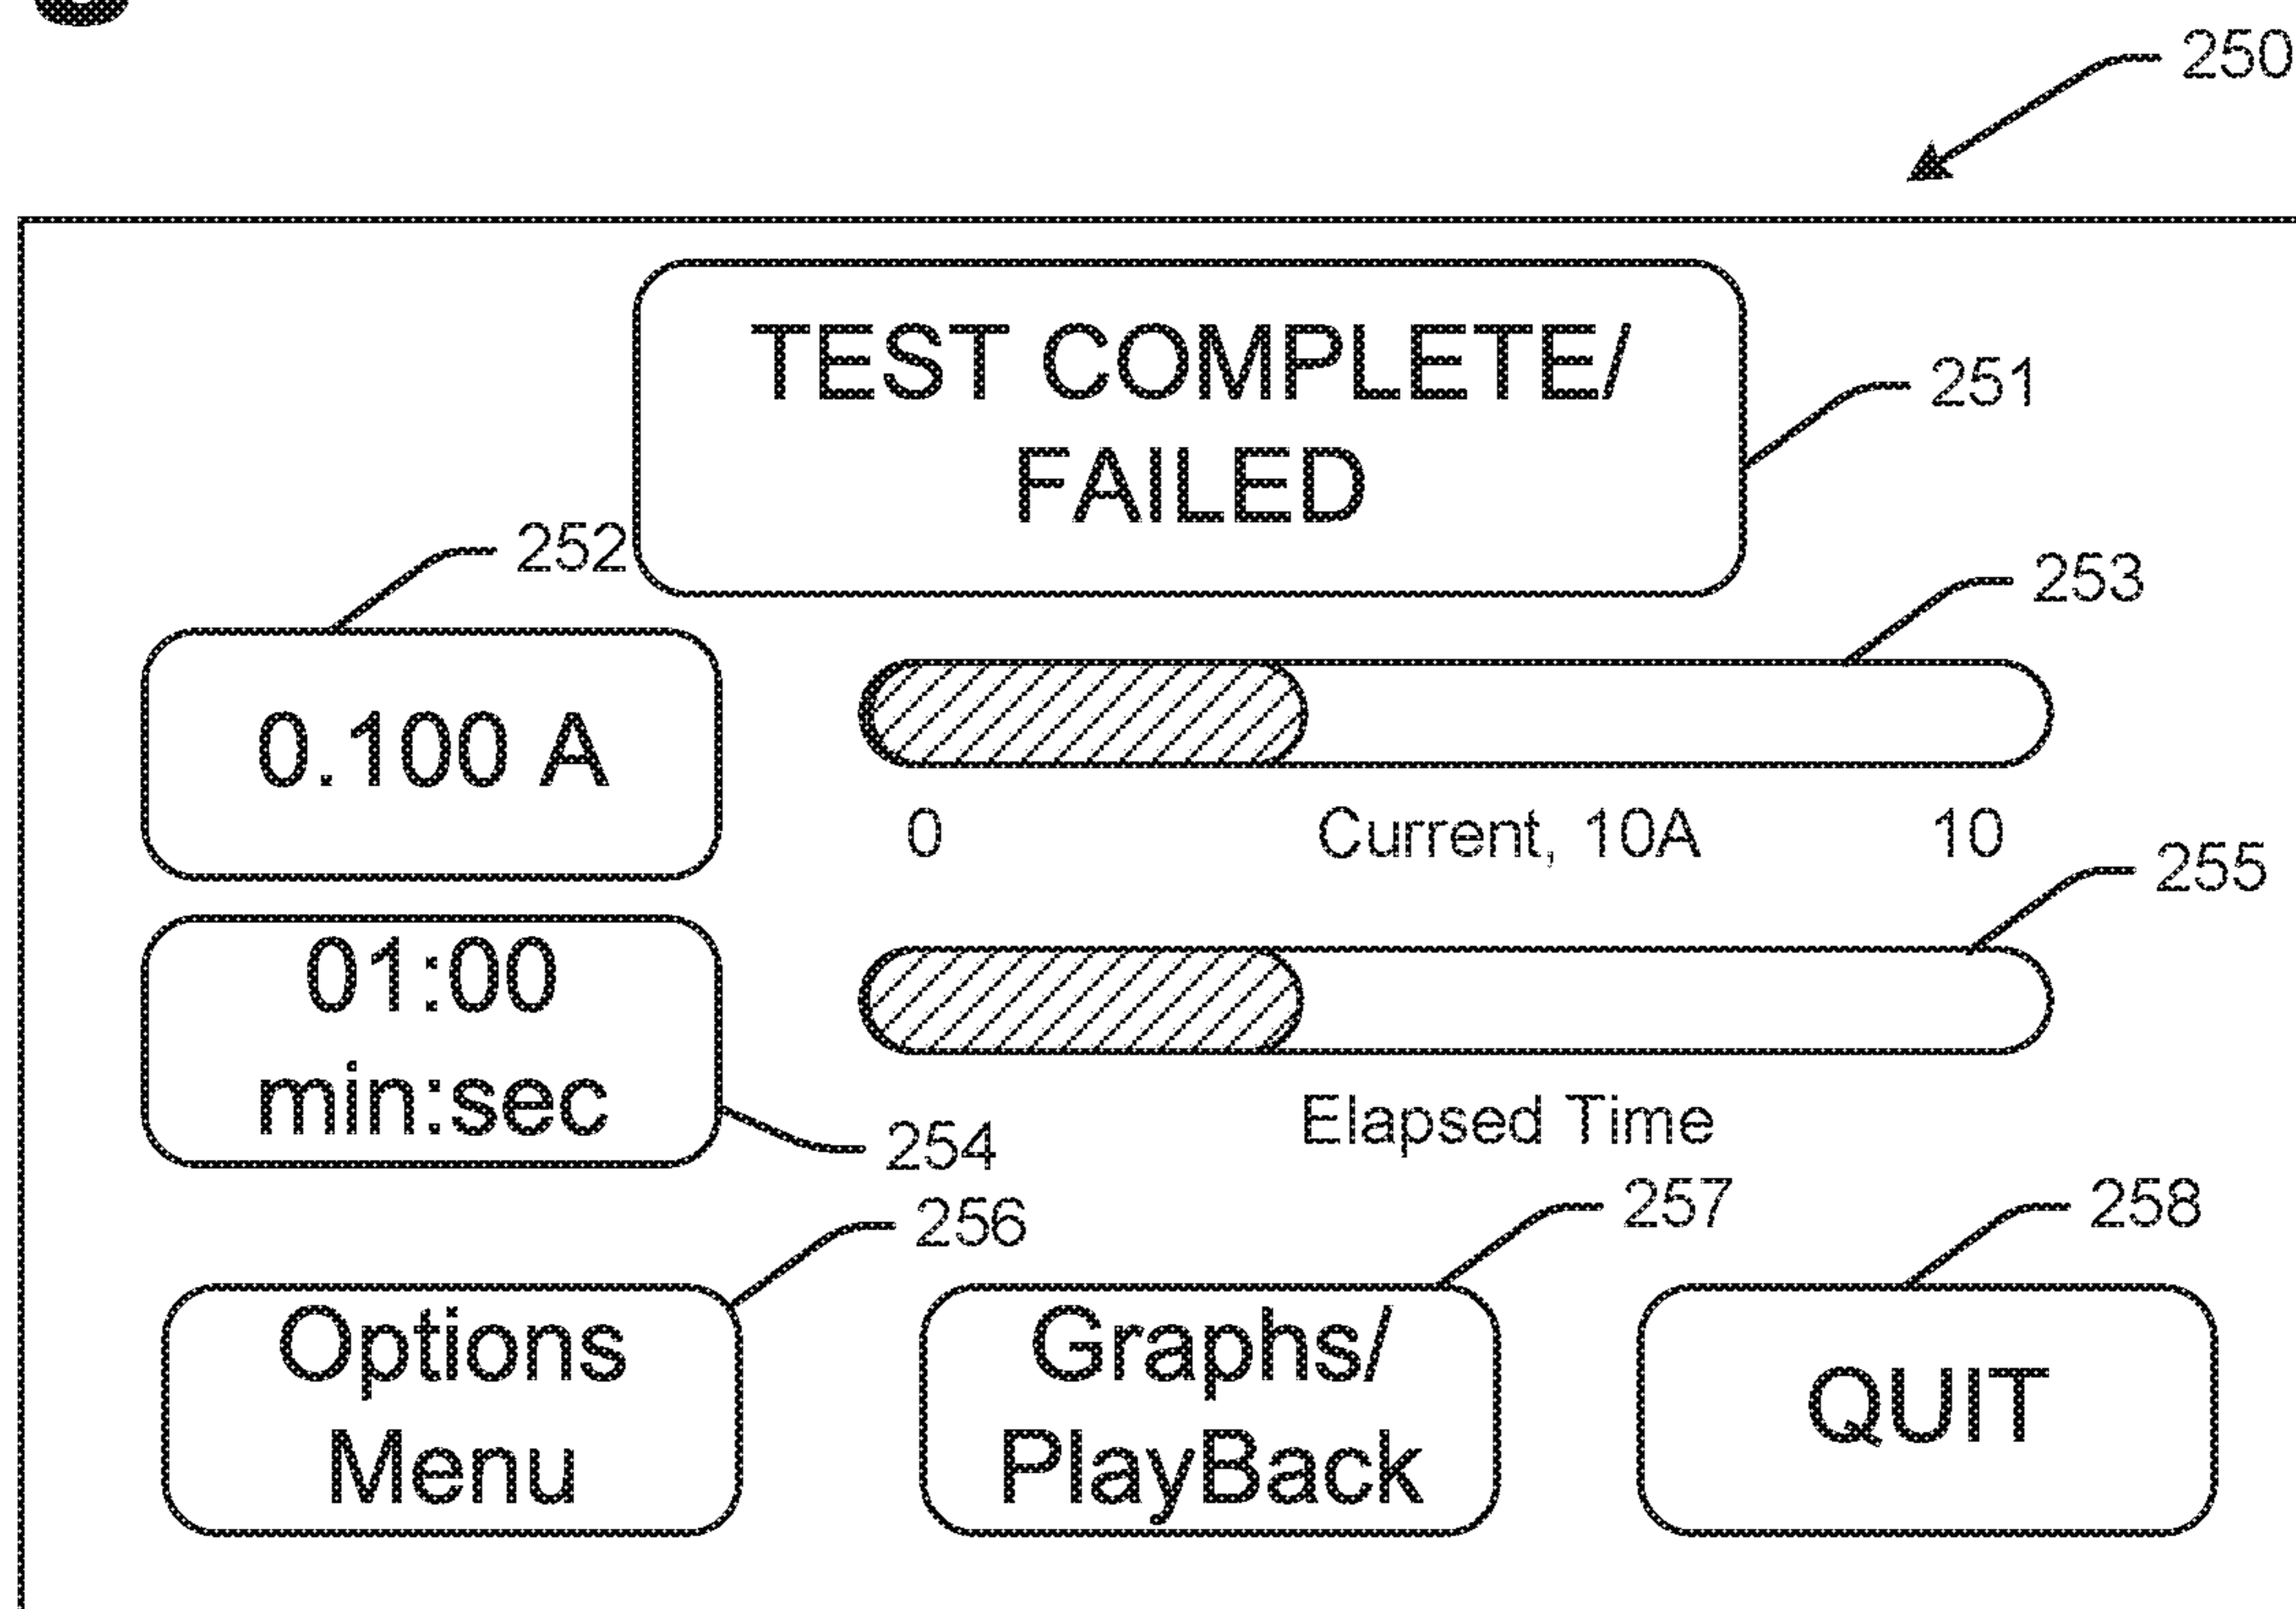 250
TEST COMPLETE/
FAILED
251
252
253
0.100 A
0
Current, 10A
10
255
01:00
min:sec
Elapsed Time
254
256
257
258
Options
Menu
Graphs/
PlayBack
QUIT